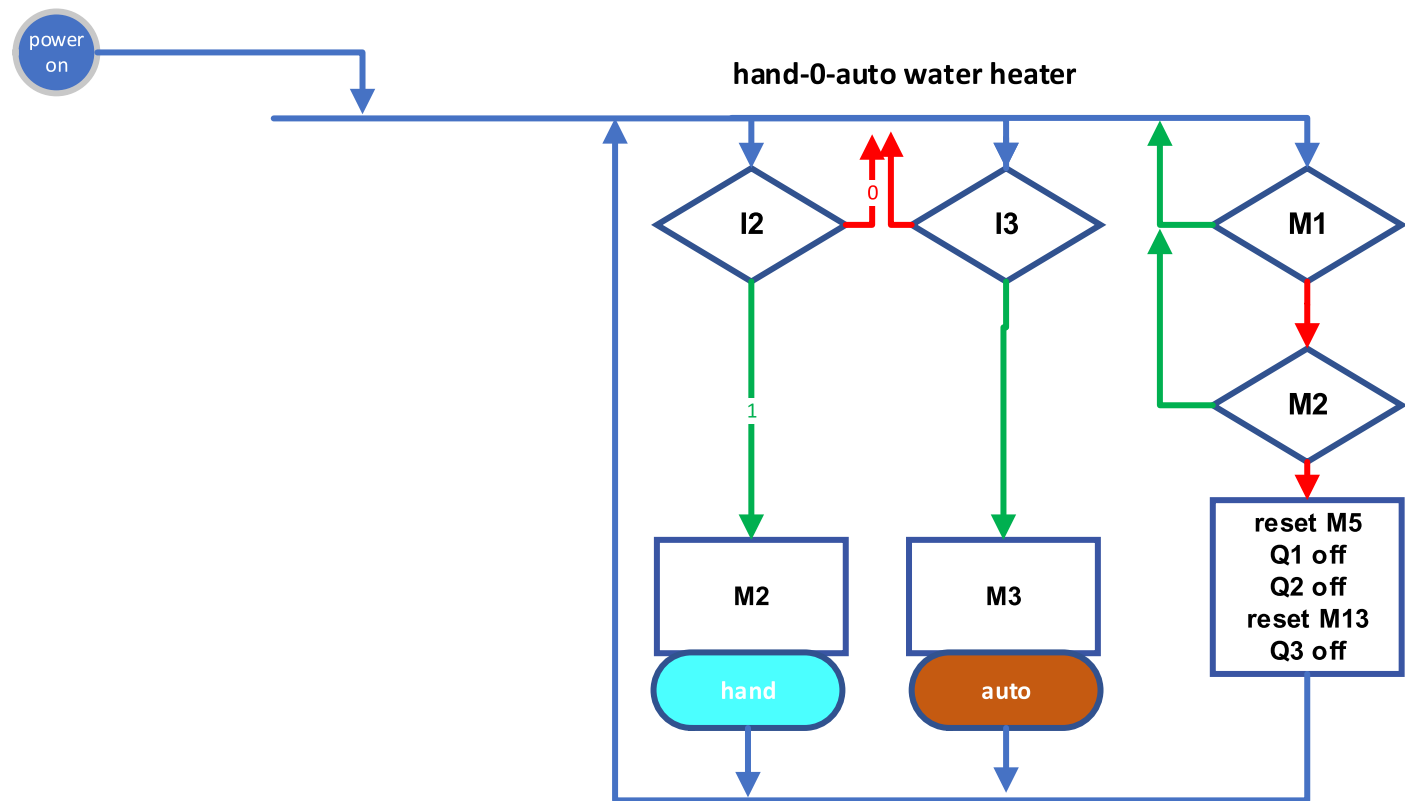 power
on
hand-0-auto water heater
I2
0
I3
M1
1
M2
M2
M3
reset M5
Q1 off
Q2 off
reset M13
Q3 off
hand
auto